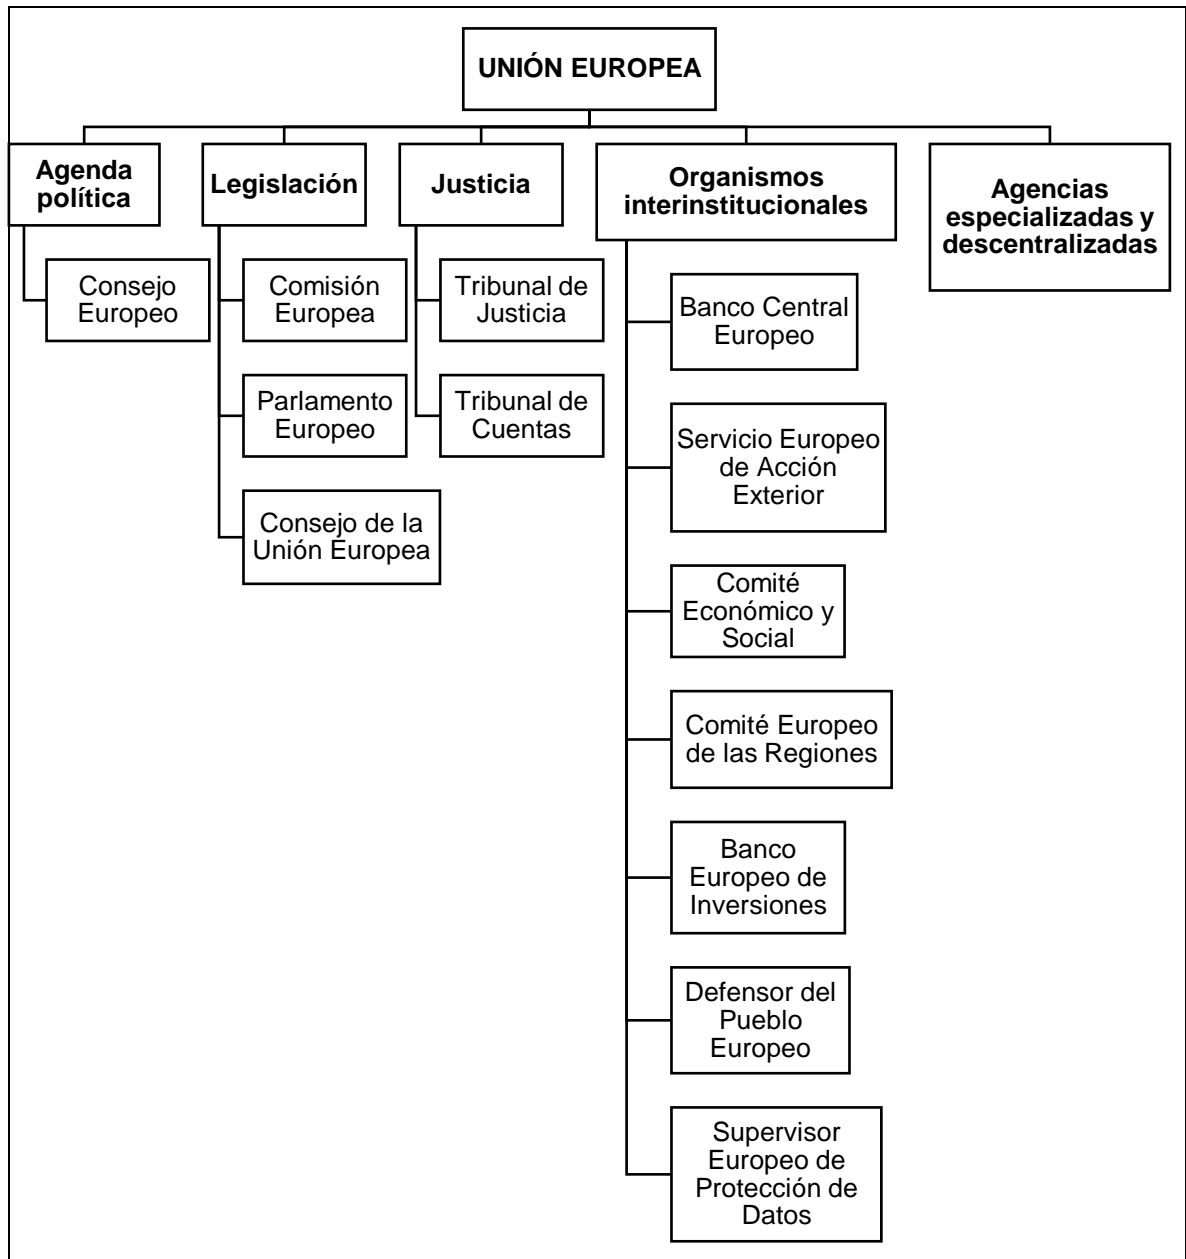 UNIÓN EUROPEA
Agenda
política
Consejo
Europeo
Legislación
Comisión
Europea
Parlamento
Europeo
Consejo de la
Unión Europea
Justicia
Tribunal de
Justicia
Tribunal de
Cuentas
Organismos
interinstitucionales
Banco Central
Europeo
Servicio Europeo
de Acción
Exterior
Comité
Económico y
Social
Comité Europeo
de las Regiones
Banco
Europeo de
Inversiones
Defensor del
Pueblo
Europeo
Supervisor
Europeo de
Protección de
Datos
Agencias
especializadas y
descentralizadas